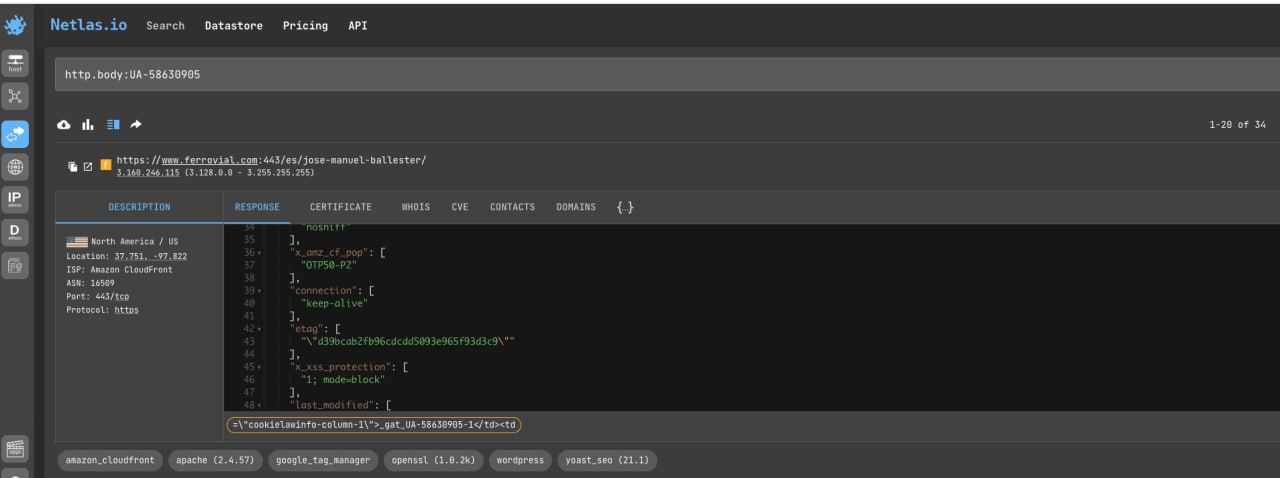 Netlas.io Search Datastore Pricing API
host
http.body:UA-58630905
1-20 of 34
https://www.ferrovial.com:443/es/jose-manuel-ballester/
3.160.246.115 (3.128.0.0 - 3.255.255.255)
DNS
IP
whois
D
whois
DESCRIPTION
RESPONSE CERTIFICATE WHOIS CVE CONTACTS DOMAINS {..}
North America / US
Location: 37.751, -97.822
ISP: Amazon CloudFront
ASN: 16509
Port: 443/tcp
Protocol: https
34 "nosniff"
35 ],
36 "x_amz_cf_pop": [
37 "OTP50-P2"
38 ],
39 "connection": [
40 "keep-alive"
41 ],
42 "etag": [
43 "\"d39bcab2fb96cdcdd5093e965f93d3c9\""
44 ],
45 "x_xss_protection": [
46 "1; mode=block"
47 ],
48 "last_modified": [
=\"cookielawinfo-column-1\">_gat_UA-58630905-1</td><td
amazon_cloudfront apache (2.4.57) google_tag_manager openssl (1.0.2k) wordpress yoast_seo (21.1)